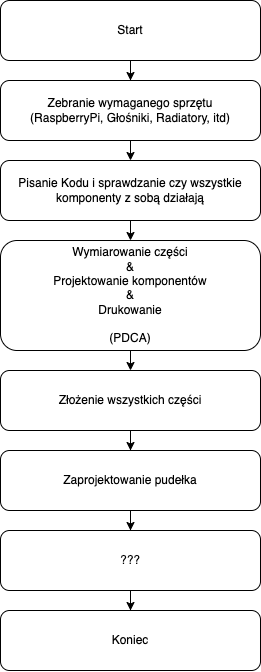 Start
Zebranie wymaganego sprzętu
(RaspberryPi, Głośniki, Radiatory, itd)
Pisanie Kodu i sprawdzanie czy wszystkie
komponenty z sobą działają
Wymiarowanie części
&
Projektowanie komponentów
&
Drukowanie
(PDCA)
Złożenie wszystkich części
Zaprojektowanie pudełka
???
Koniec